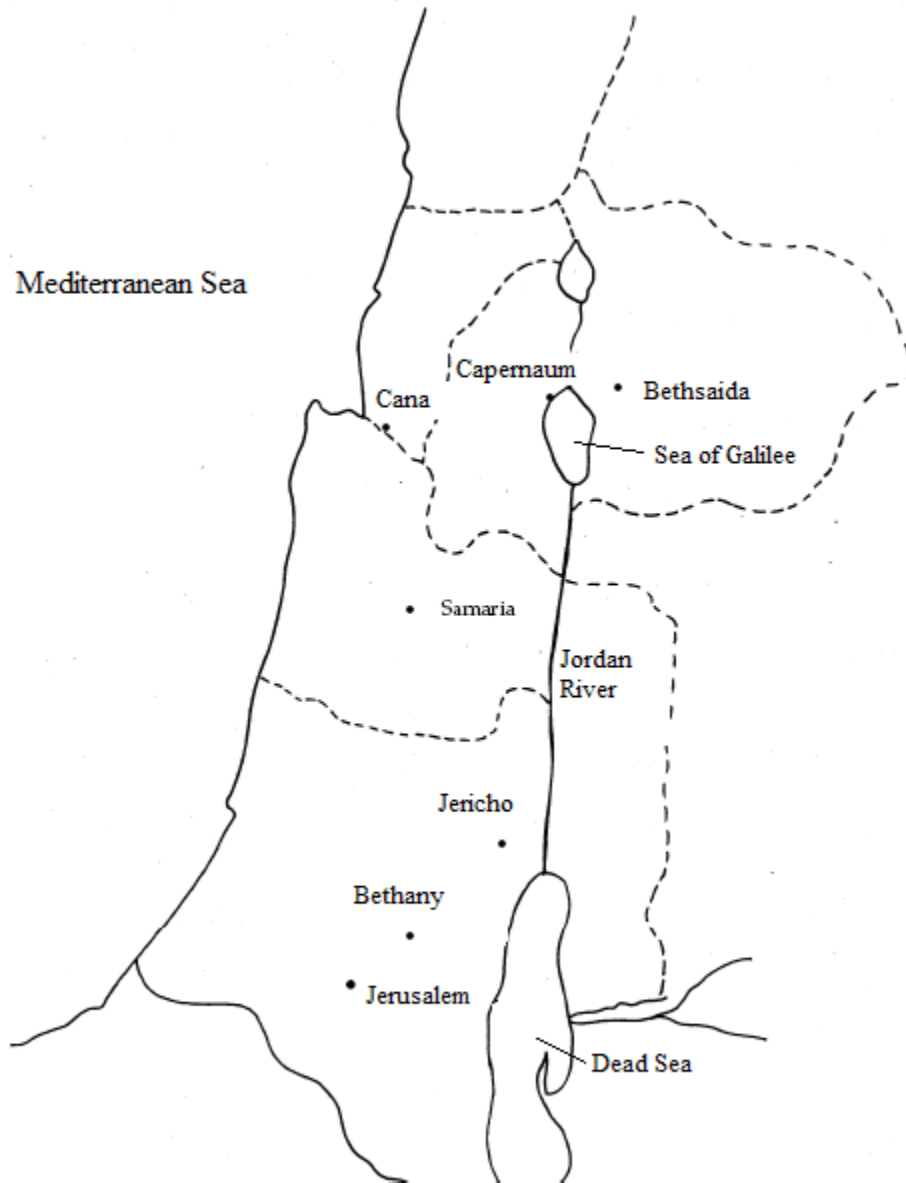 Mediterranean Sea
Capernaum
Bethsaida
Cana
Sea of Galilee
Samaria
Jordan
River
Jericho
Bethany
Jerusalem
Dead Sea